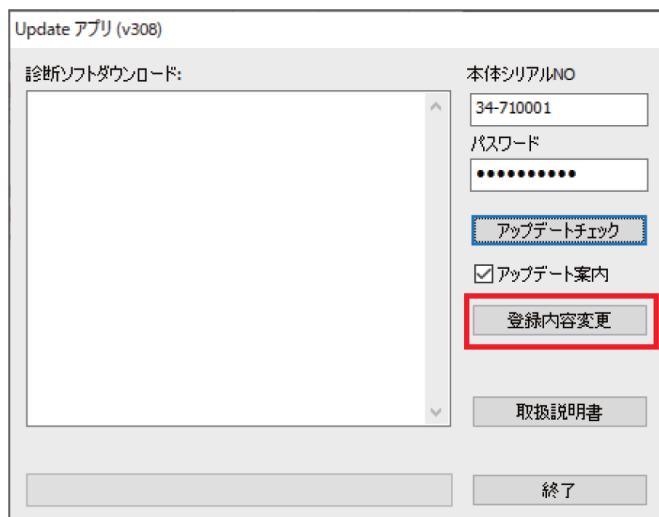 Update アプリ (v308)
診断ソフトダウンロード:
本体シリアルNO
34-710001
パスワード
●●●●●●●●●●
アップデートチェック
アップデート案内
登録内容変更
取扱説明書
終了